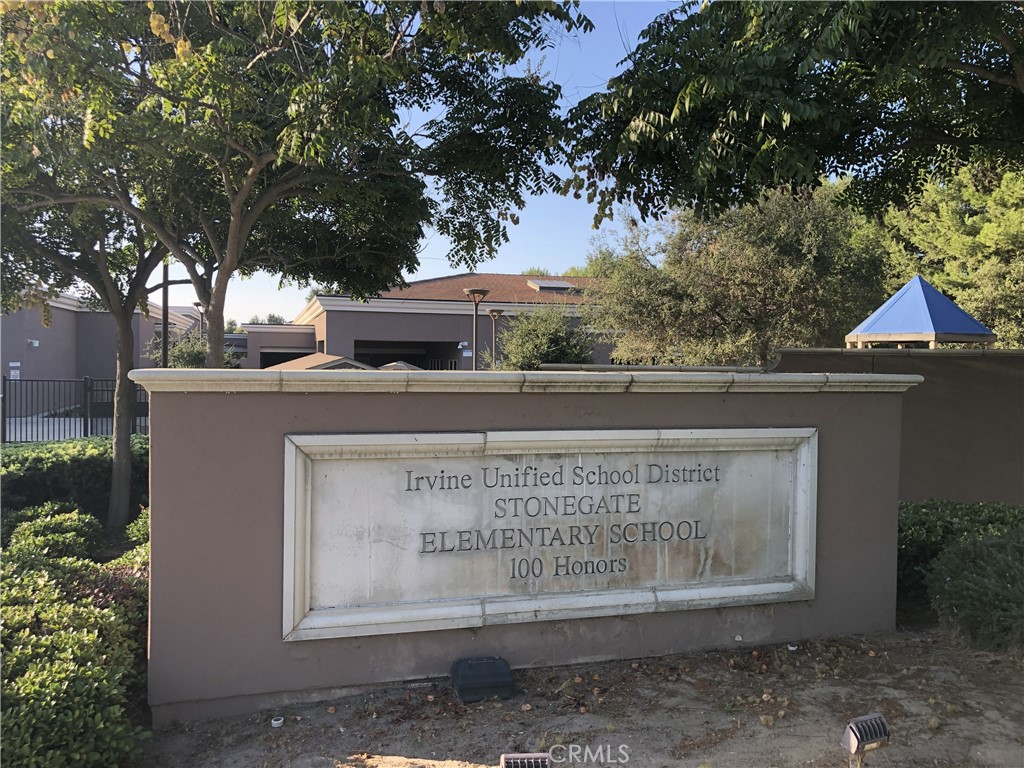 Irvine Unified School District
STONEGATE
ELEMENTARY SCHOOL
100 Honors
CRMLS